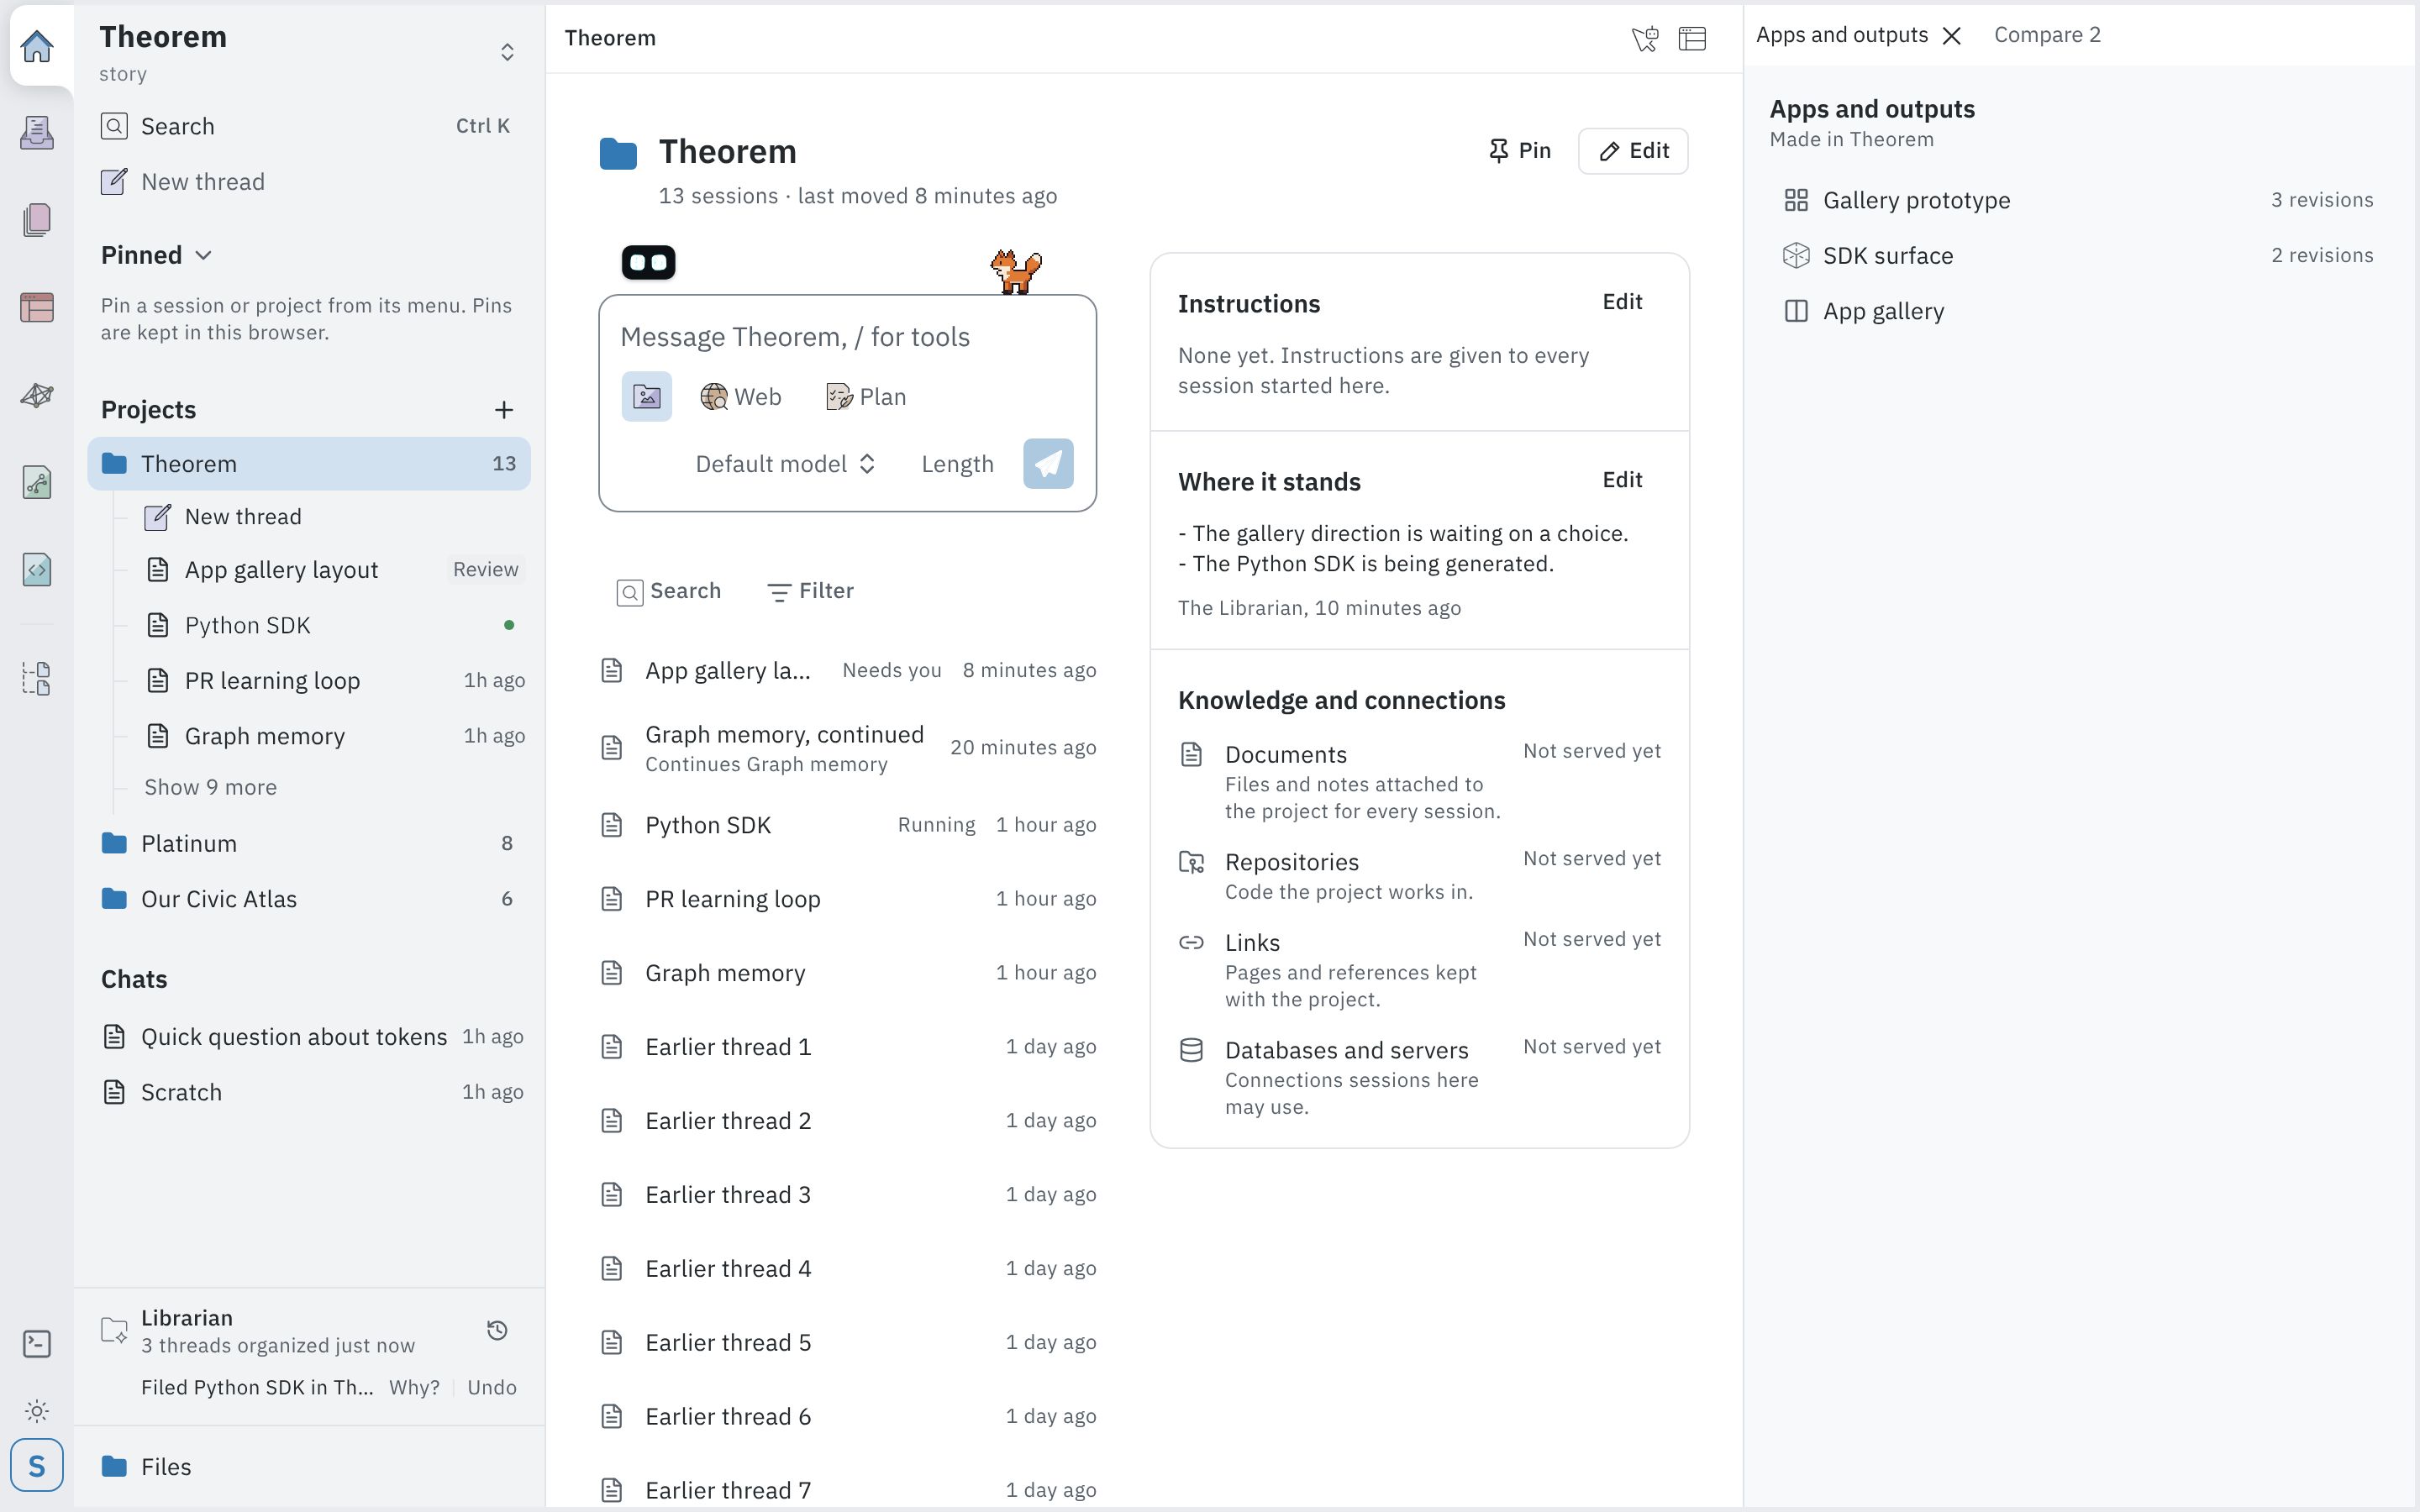 Theorem
story
Search Ctrl K
New thread
Pinned
Pin a session or project from its menu. Pins
are kept in this browser.
Projects
Theorem 13
New thread
App gallery layout Review
Python SDK
PR learning loop 1h ago
Graph memory 1h ago
Show 9 more
Platinum 8
Our Civic Atlas 6
Chats
Quick question about tokens 1h ago
Scratch 1h ago
Librarian
3 threads organized just now
Filed Python SDK in Th... Why? Undo
S
Files
Theorem
Theorem
13 sessions · last moved 8 minutes ago
Pin
Edit
Message Theorem, / for tools
Web
Plan
Default model
Length
Search
Filter
App gallery la... Needs you 8 minutes ago
Graph memory, continued 20 minutes ago
Continues Graph memory
Python SDK Running 1 hour ago
PR learning loop 1 hour ago
Graph memory 1 hour ago
Earlier thread 1 1 day ago
Earlier thread 2 1 day ago
Earlier thread 3 1 day ago
Earlier thread 4 1 day ago
Earlier thread 5 1 day ago
Earlier thread 6 1 day ago
Earlier thread 7 1 day ago
Instructions Edit
None yet. Instructions are given to every
session started here.
Where it stands Edit
- The gallery direction is waiting on a choice.
- The Python SDK is being generated.
The Librarian, 10 minutes ago
Knowledge and connections
Documents Not served yet
Files and notes attached to
the project for every session.
Repositories Not served yet
Code the project works in.
Links Not served yet
Pages and references kept
with the project.
Databases and servers Not served yet
Connections sessions here
may use.
Apps and outputs Compare 2
Apps and outputs
Made in Theorem
Gallery prototype 3 revisions
SDK surface 2 revisions
App gallery